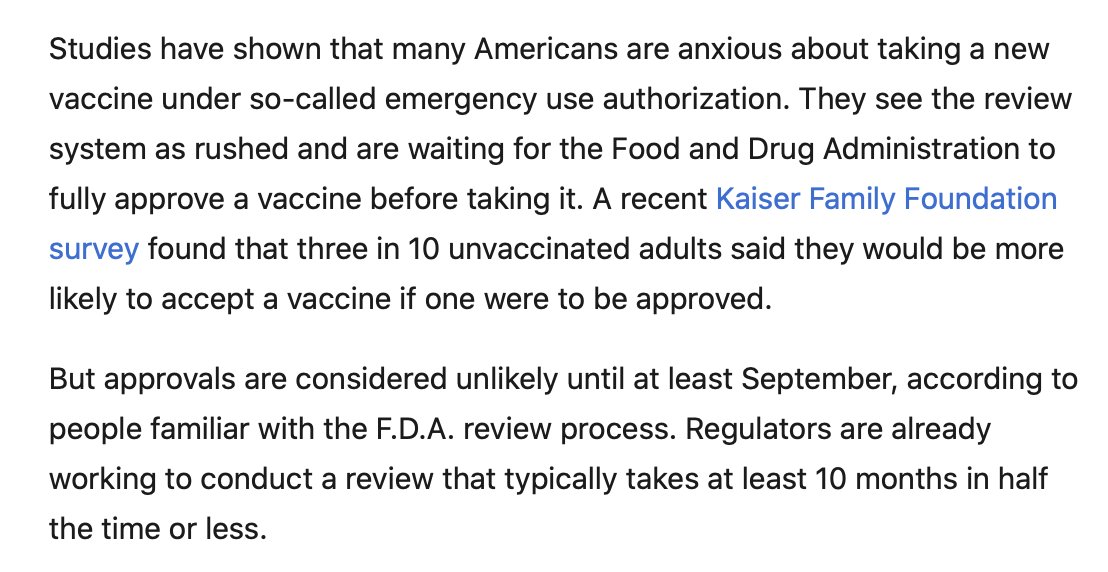 Studies have shown that many Americans are anxious about taking a new
vaccine under so-called emergency use authorization. They see the review
system as rushed and are waiting for the Food and Drug Administration to
fully approve a vaccine before taking it. A recent Kaiser Family Foundation
survey found that three in 10 unvaccinated adults said they would be more
likely to accept a vaccine if one were to be approved.
But approvals are considered unlikely until at least September, according to
people familiar with the F.D.A. review process. Regulators are already
working to conduct a review that typically takes at least 10 months in half
the time or less.